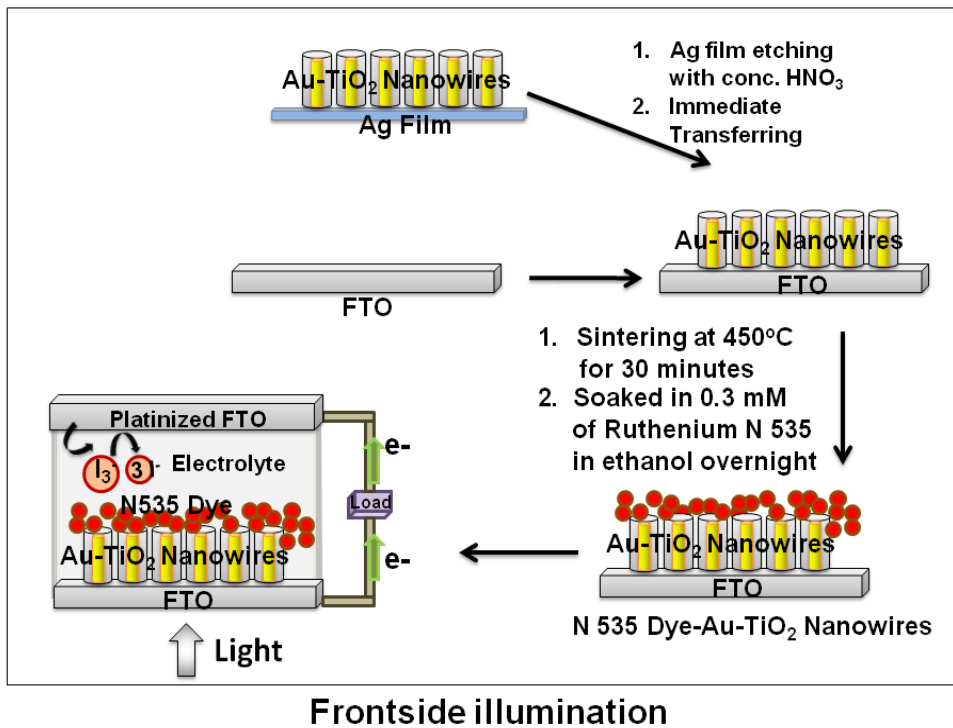 Au-TiO₂ Nanowires
Ag Film
1. Ag film etching
with conc. HNO₃
2. Immediate
Transferring
Au-TiO₂ Nanowires
FTO
FTO
1. Sintering at 450°C
for 30 minutes
2. Soaked in 0.3 mM
of Ruthenium N 535
in ethanol overnight
Platinized FTO
I₃⁻ 3I⁻ Electrolyte
N535 Dye
Au-TiO₂ Nanowires
FTO
e-
Load
e-
Light
Au-TiO₂ Nanowires
FTO
N 535 Dye-Au-TiO₂ Nanowires
Frontside illumination